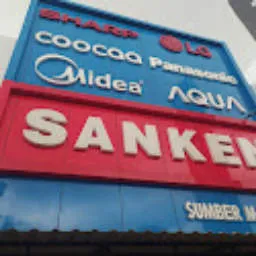 SHARP LG
coocaa Panasonic
Midea AQUA
SANKEN
SUMBER M